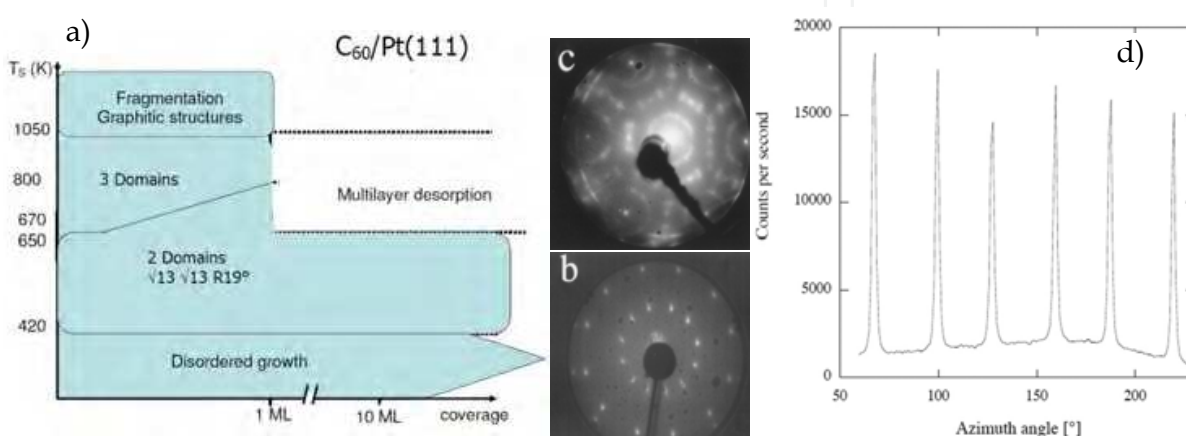 a)
C₆₀/Pt(111)
Tₛ (K)
Fragmentation
Graphitic structures
1050
3 Domains
800
Multilayer desorption
670
650
2 Domains
√13 √13 R19°
420
Disordered growth
1 ML
10 ML
coverage
c
b
d)
20000
15000
10000
5000
0
Counts per second
50
100
150
200
Azimuth angle [°]